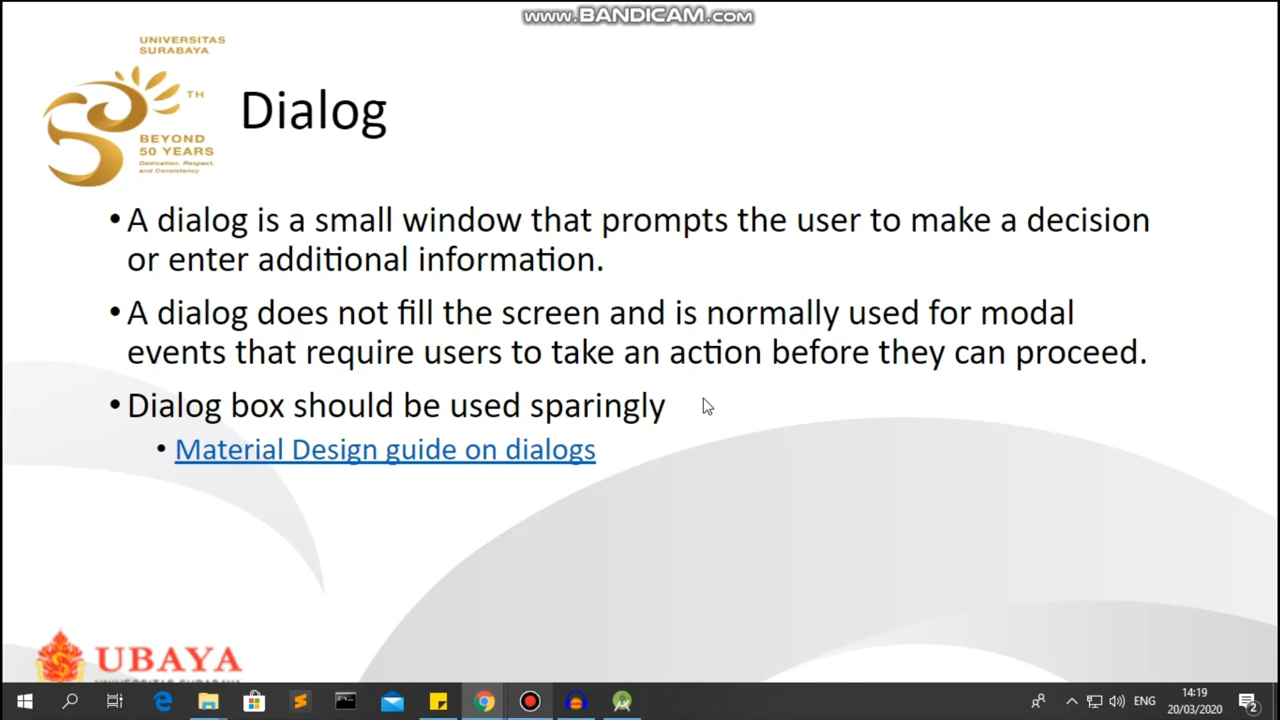 www.BANDICAM.com
UNIVERSITAS
SURABAYA
TH
BEYOND
50 YEARS
Dedication, Respect,
and Consistency
Dialog
•A dialog is a small window that prompts the user to make a decision
or enter additional information.
•A dialog does not fill the screen and is normally used for modal
events that require users to take an action before they can proceed.
•Dialog box should be used sparingly
•Material Design guide on dialogs
UBAYA
ENG
14:19
20/03/2020
2